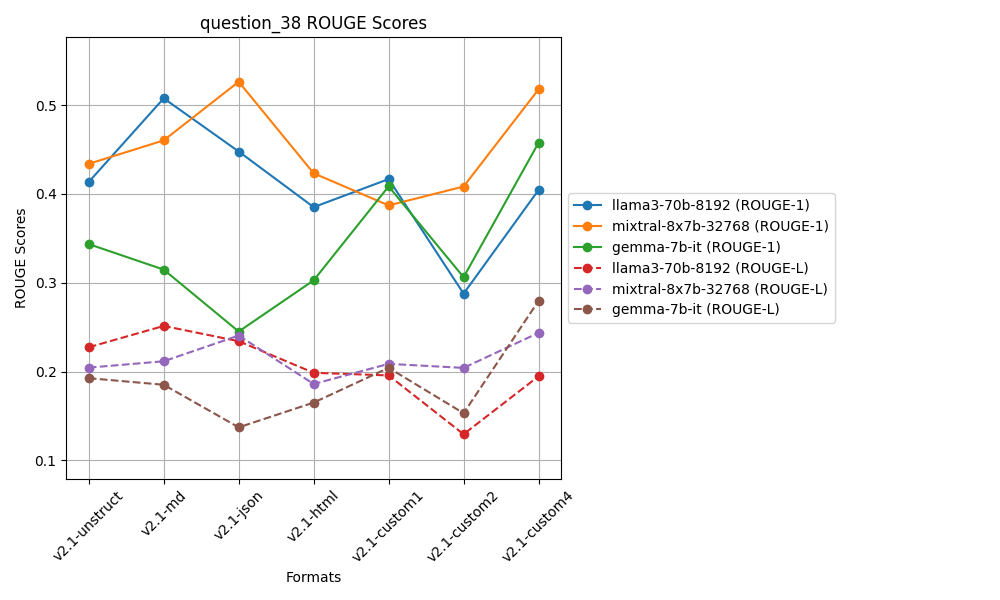 question_38 ROUGE Scores
ROUGE Scores
0.5
0.4
0.3
0.2
0.1
v2.1-unstruct
v2.1-md
v2.1-json
v2.1-html
v2.1-custom1
v2.1-custom2
v2.1-custom4
Formats
llama3-70b-8192 (ROUGE-1)
mixtral-8x7b-32768 (ROUGE-1)
gemma-7b-it (ROUGE-1)
llama3-70b-8192 (ROUGE-L)
mixtral-8x7b-32768 (ROUGE-L)
gemma-7b-it (ROUGE-L)